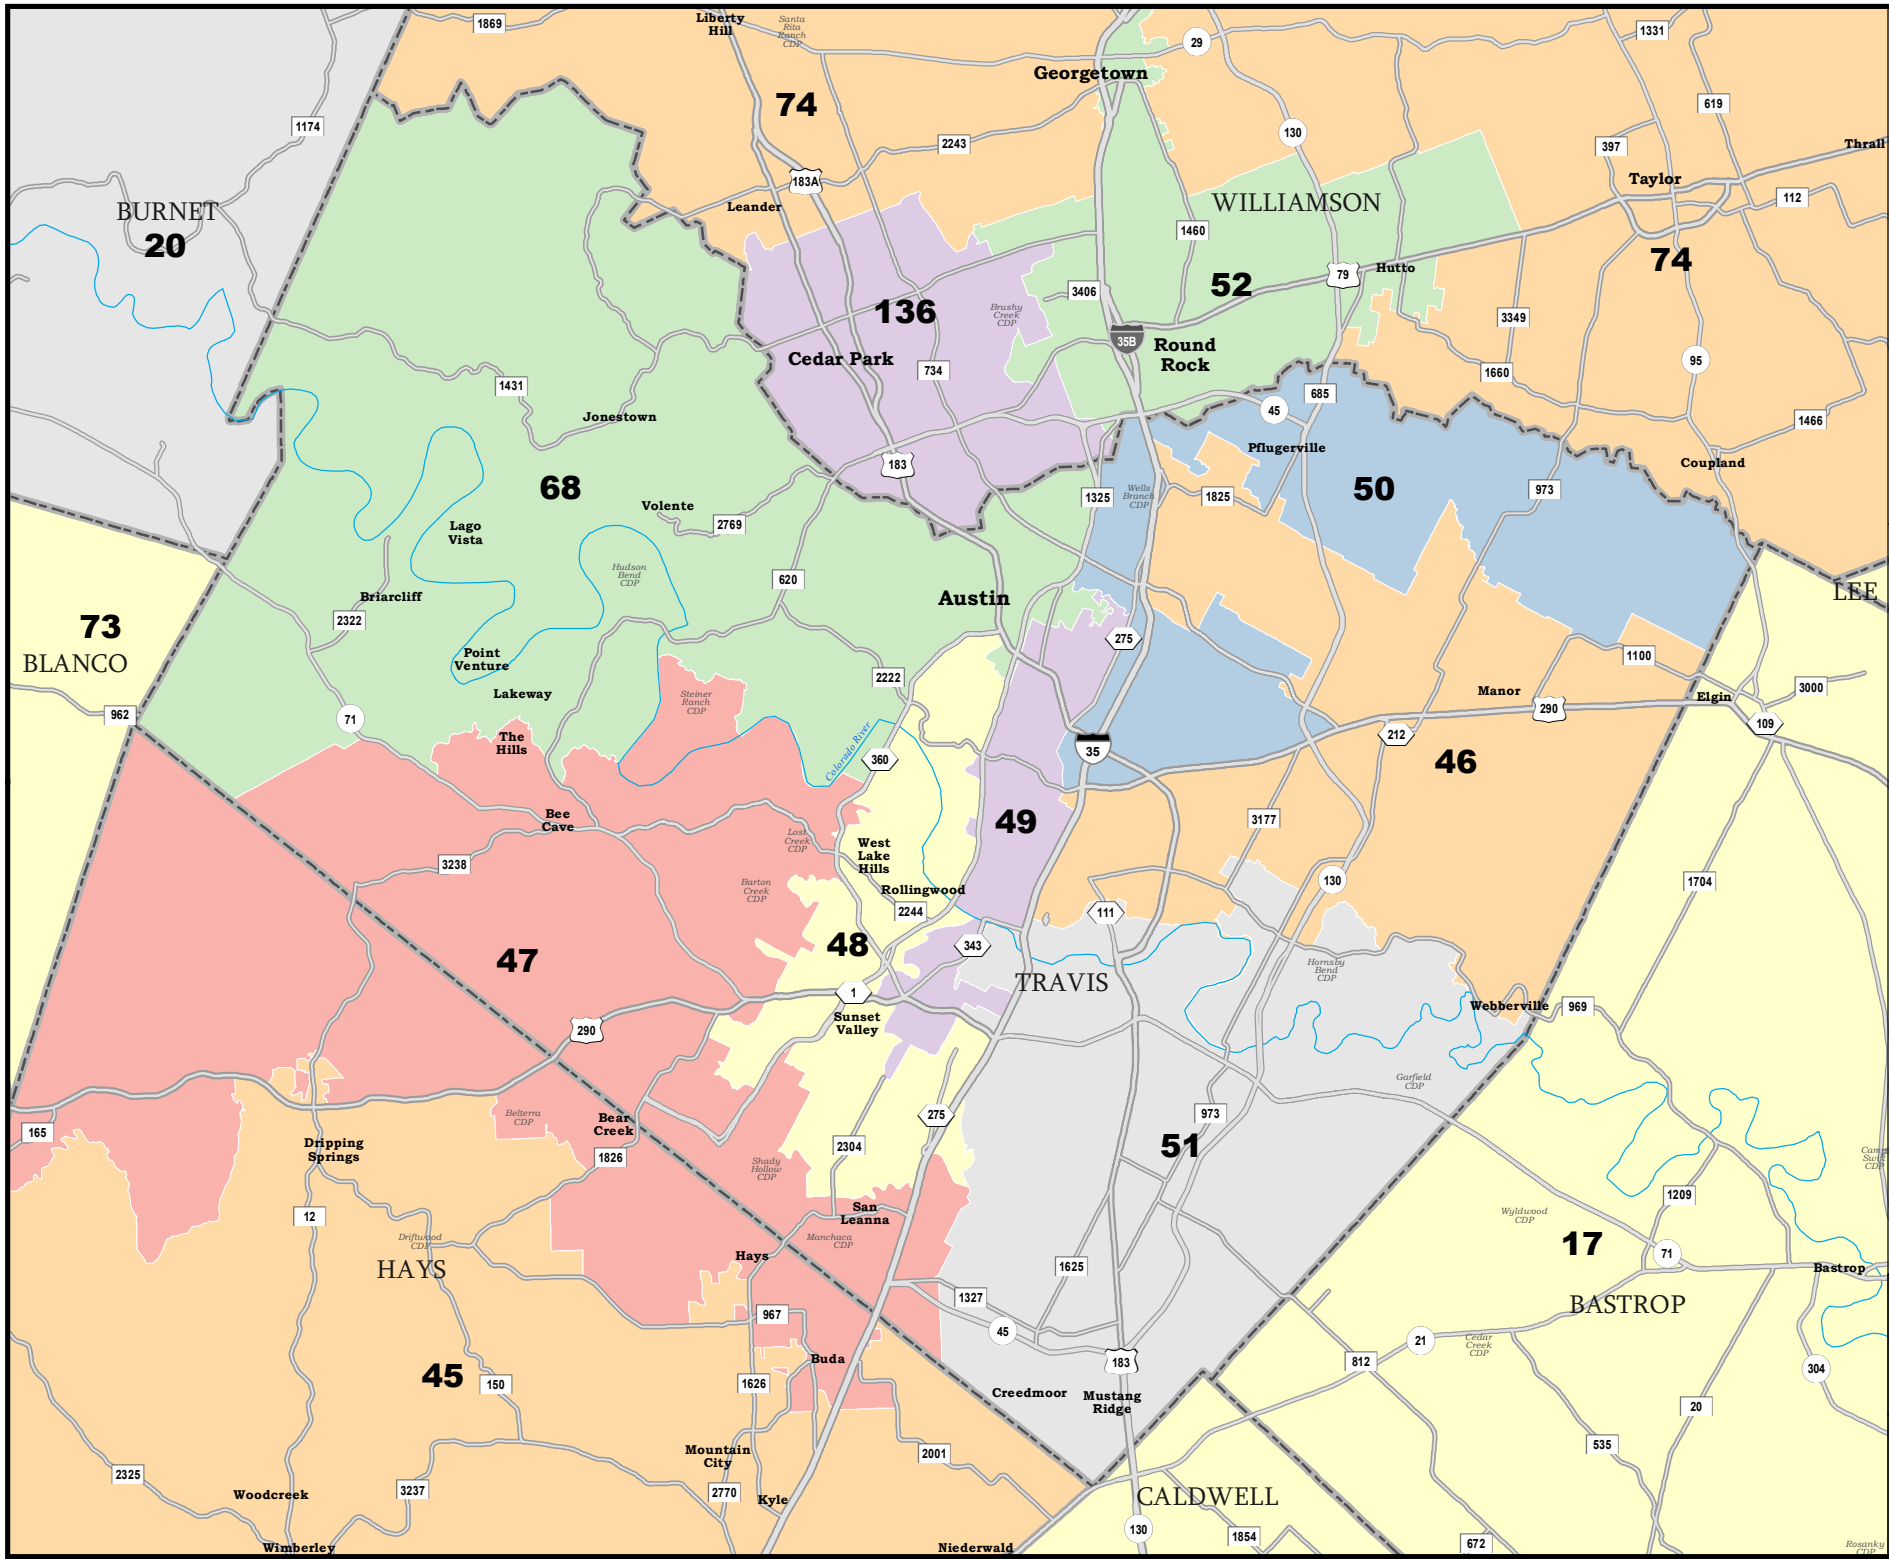 1869
Liberty
Hill
Santa
Rita
Ranch
CDP
29
1331
Georgetown
74
619
1174
130
2243
397
Thrall
183A
Taylor
Leander
112
BURNET
20
WILLIAMSON
1460
74
52
79
Hutto
3406
136
Brushy
Creek
CDP
3349
35B
Round
Rock
Cedar Park
734
95
1660
1431
685
45
Jonestown
1466
Pflugerville
183
Coupland
68
50
973
1325
Wells
Branch
CDP
1825
Volente
2769
Lago
Vista
Hudson
Bend
CDP
620
Austin
Briarcliff
2322
LEE
46
73
BLANCO
275
Point
Venture
1100
2222
Lakeway
Steiner
Ranch
CDP
Manor
Elgin
3000
962
71
290
109
The
Hills
212
35
Colorado River
360
46
Bee
Cave
49
3177
Lost
Creek
CDP
West
Lake
Hills
3238
130
1704
Barton
Creek
CDP
Rollingwood
2244
111
48
343
47
Hornsby
Bend
CDP
TRAVIS
1
Webberville
969
Sunset
Valley
290
Garfield
CDP
Belterra
CDP
Bear
Creek
275
973
165
Dripping
Springs
2304
51
1826
Shady
Hollow
CDP
Camp
Swift
CDP
1209
12
San
Leanna
Wyldwood
CDP
Driftwood
CDP
Manchaca
CDP
17
HAYS
Hays
71
1625
Bastrop
1327
BASTROP
967
45
21
Cedar
Creek
CDP
Buda
183
812
45
150
1626
304
Creedmoor
Mustang
Ridge
20
Mountain
City
2001
535
2325
Woodcreek
3237
2770
Kyle
CALDWELL
130
1854
672
Wimberley
Niederwald
Rosanky
CDP